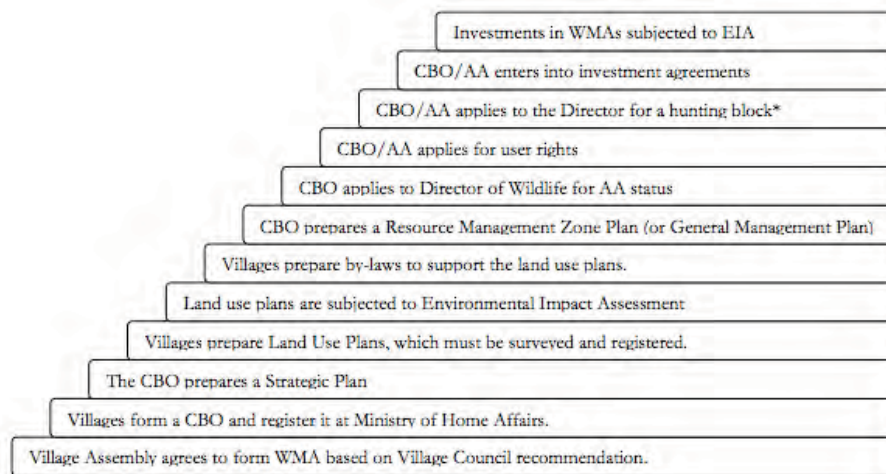 Investments in WMAs subjected to EIA
CBO/AA enters into investment agreements
CBO/AA applies to the Director for a hunting block*
CBO/AA applies for user rights
CBO applies to Director of Wildlife for AA status
CBO prepares a Resource Management Zone Plan (or General Management Plan)
Villages prepare by-laws to support the land use plans.
Land use plans are subjected to Environmental Impact Assessment
Villages prepare Land Use Plans, which must be surveyed and registered.
The CBO prepares a Strategic Plan
Villages form a CBO and register it at Ministry of Home Affairs.
Village Assembly agrees to form WMA based on Village Council recommendation.